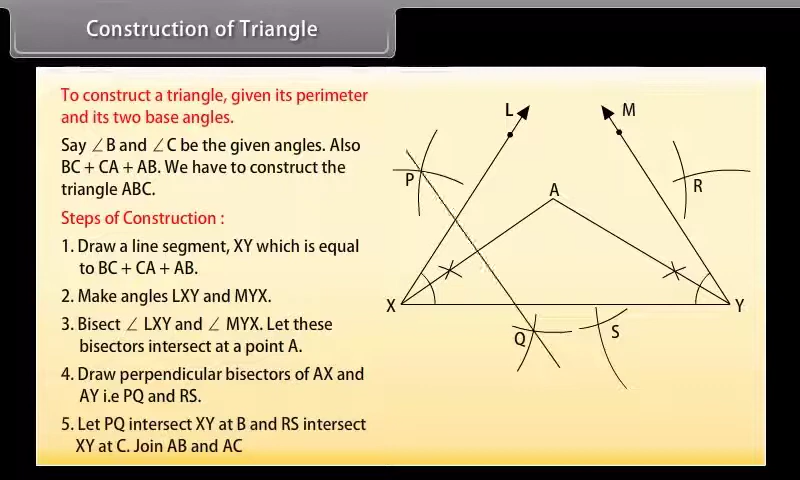 Construction of Triangle
To construct a triangle, given its perimeter
and its two base angles.
Say ∠B and ∠C be the given angles. Also
BC + CA + AB. We have to construct the
triangle ABC.
Steps of Construction :
1. Draw a line segment, XY which is equal
to BC + CA + AB.
2. Make angles LXY and MYX.
3. Bisect ∠ LXY and ∠ MYX. Let these
bisectors intersect at a point A.
4. Draw perpendicular bisectors of AX and
AY i.e PQ and RS.
5. Let PQ intersect XY at B and RS intersect
XY at C. Join AB and AC
L
M
P
A
R
X
Y
Q
S